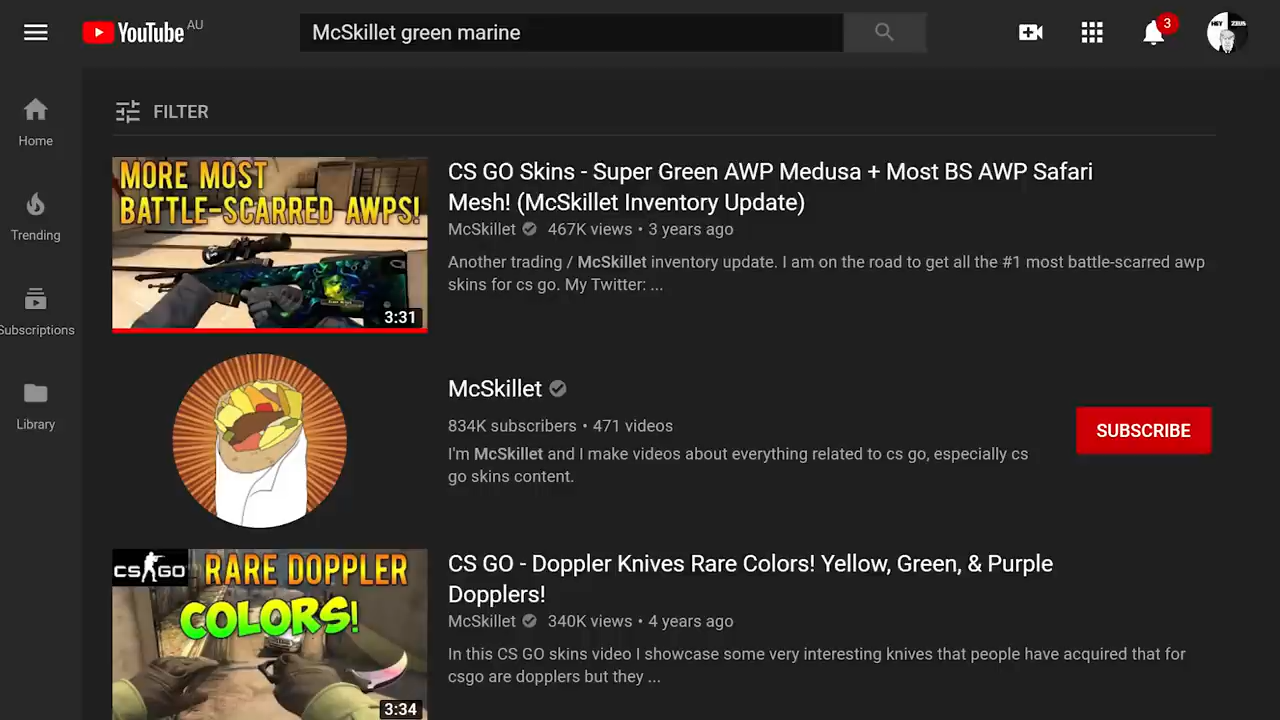 YouTube AU
McSkillet green marine
3
HEY ZEUS
Home
Trending
Subscriptions
Library
FILTER
MORE MOST
BATTLE-SCARRED AWPS!
3:31
CS GO Skins - Super Green AWP Medusa + Most BS AWP Safari
Mesh! (McSkillet Inventory Update)
McSkillet 467K views • 3 years ago
Another trading / McSkillet inventory update. I am on the road to get all the #1 most battle-scarred awp
skins for cs go. My Twitter: ...
McSkillet
834K subscribers • 471 videos
I'm McSkillet and I make videos about everything related to cs go, especially cs
go skins content.
SUBSCRIBE
CS GO
RARE DOPPLER
COLORS!
3:34
CS GO - Doppler Knives Rare Colors! Yellow, Green, & Purple
Dopplers!
McSkillet 340K views • 4 years ago
In this CS GO skins video I showcase some very interesting knives that people have acquired that for
csgo are dopplers but they ...